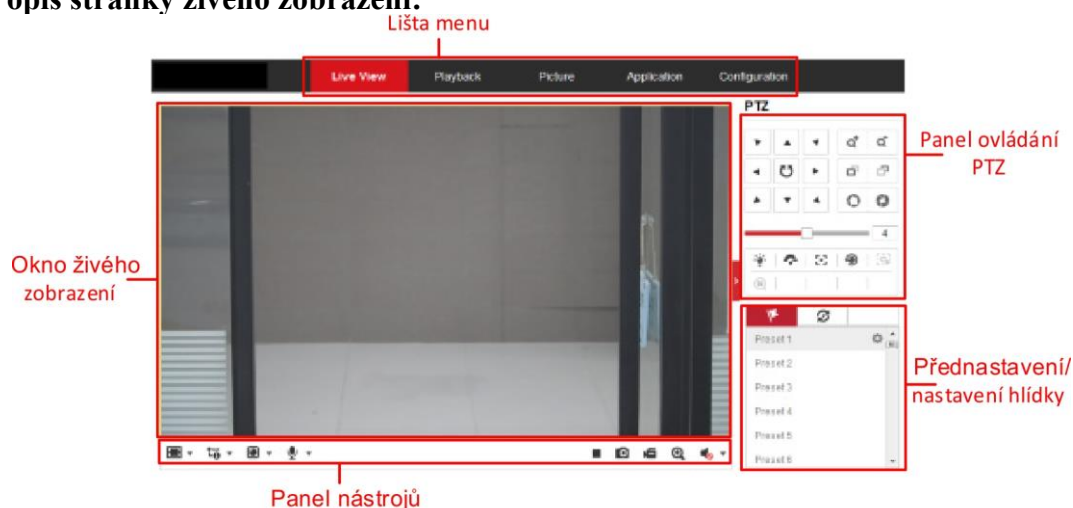 opis stránky živého zobrazení:
Lišta menu
Live View Playback Picture Application Configuration
PTZ
Panel ovládání
PTZ
4
Okno živého
zobrazení
Preset 1
Preset 2
Preset 3
Preset 4
Preset 5
Preset 6
Přednastavení/
nastavení hlídky
Panel nástrojů